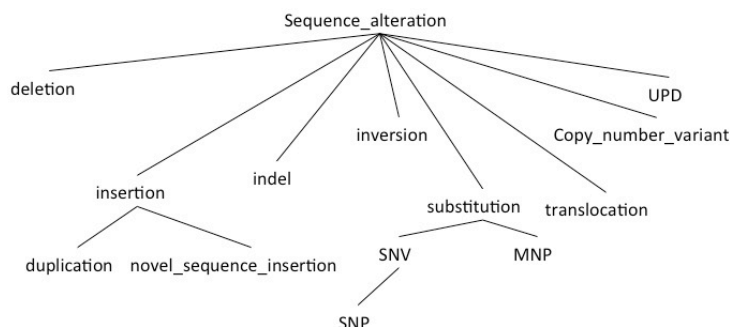 Sequence_alteration
deletion
UPD
inversion
Copy_number_variant
indel
insertion
substitution
translocation
SNV
MNP
duplication
novel_sequence_insertion
SNP